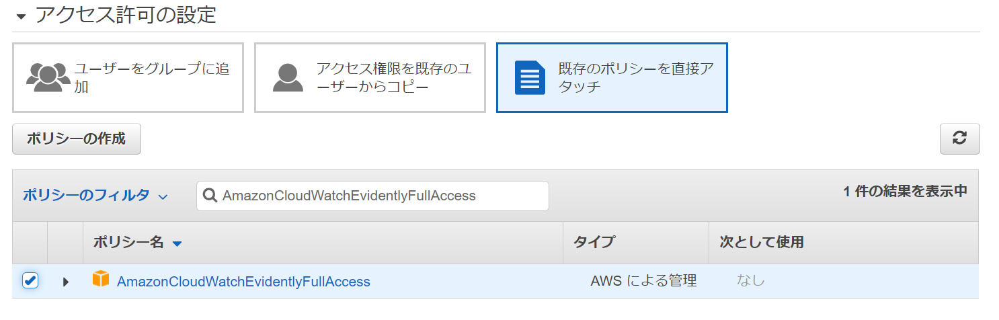 アクセス許可の設定
ユーザーをグループに追
加
アクセス権限を既存のユ
ーザーからコピー
既存のポリシーを直接ア
タッチ
ポリシーの作成
ポリシーのフィルタ
AmazonCloudWatchEvidentlyFullAccess
1 件の結果を表示中
ポリシー名
タイプ
次として使用
AmazonCloudWatchEvidentlyFullAccess
AWS による管理
なし